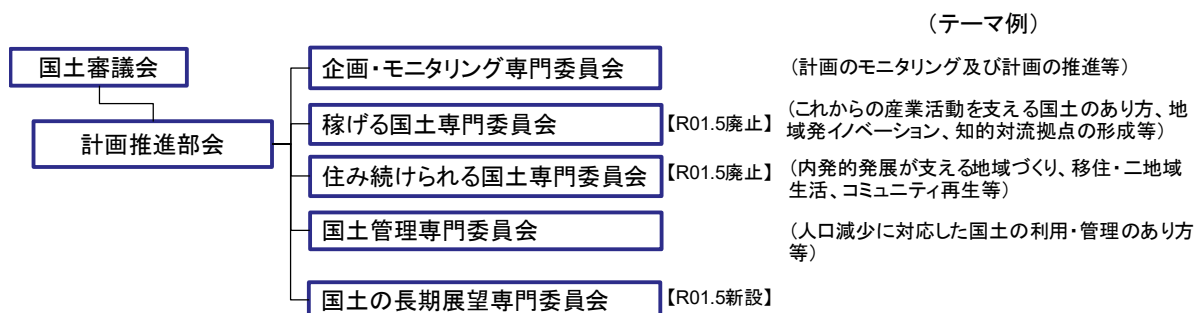 (テーマ例)
国土審議会
計画推進部会
企画・モニタリング専門委員会
(計画のモニタリング及び計画の推進等)
稼げる国土専門委員会
【R01.5廃止】
(これからの産業活動を支える国土のあり方、地
域発イノベーション、知的対流拠点の形成等)
住み続けられる国土専門委員会
【R01.5廃止】
(内発的発展が支える地域づくり、移住・二地域
生活、コミュニティ再生等)
国土管理専門委員会
(人口減少に対応した国土の利用・管理のあり方
等)
国土の長期展望専門委員会
【R01.5新設】